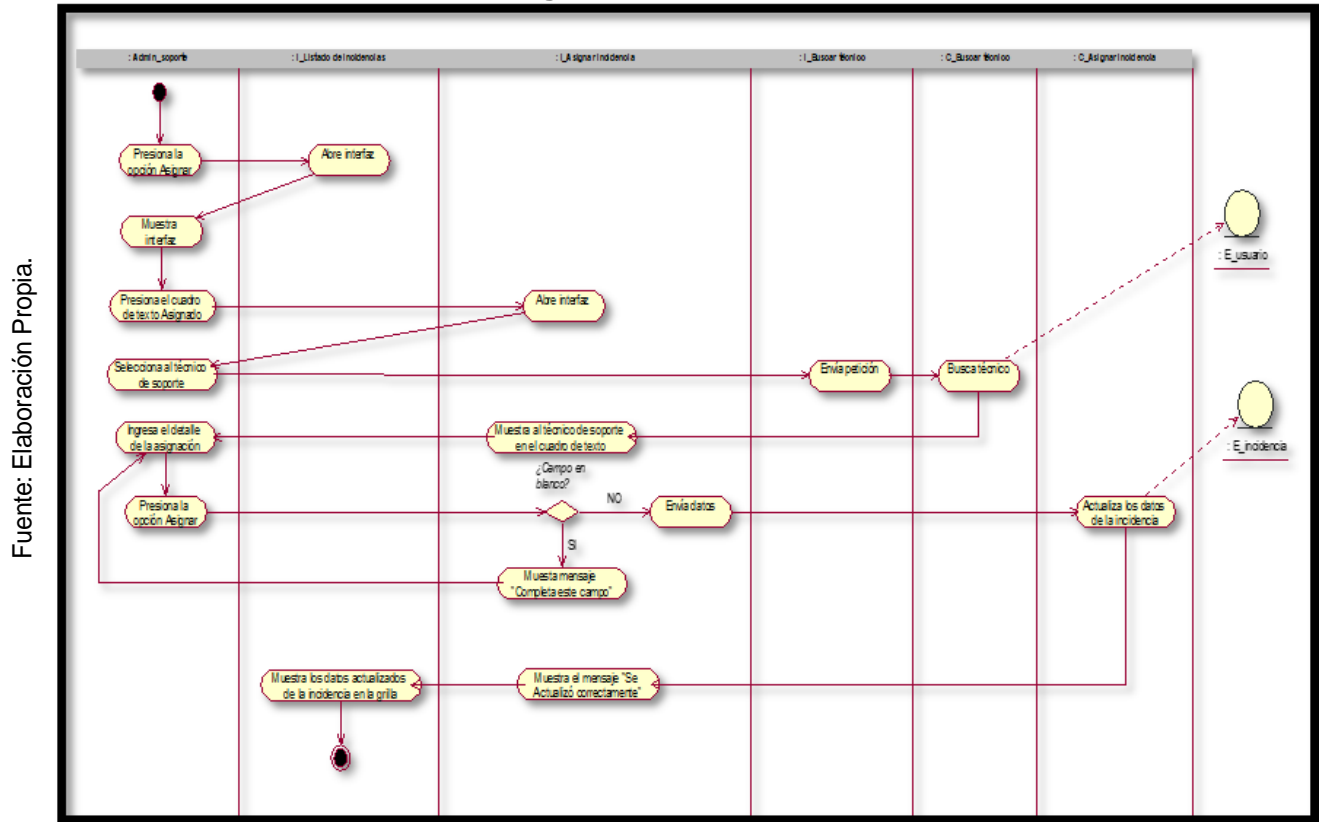 Fuente: Elaboración Propia.
: Admin_soporte
: I_Listado de incidencias
: I_Asignar incidencia
: I_Buscar técnico
: C_Buscar técnico
: C_Asignar incidencia
Presiona la
opción Asignar
Abre interfaz
Muestra
interfaz
: E_usuario
Presiona el cuadro
de texto Asignado
Abre interfaz
Selecciona al técnico
de soporte
Envía petición
Busca técnico
Ingresa el detalle
de la asignación
Muestra al técnico de soporte
en el cuadro de texto
: E_incidencia
¿Campo en
blanco?
Presiona la
opción Asignar
NO
Envía datos
Actualiza los datos
de la incidencia
SI
Muesta mensaje
"Completa este campo"
Muestra los datos actualizados
de la incidencia en la grilla
Muestra el mensaje "Se
Actualizó correctamente"